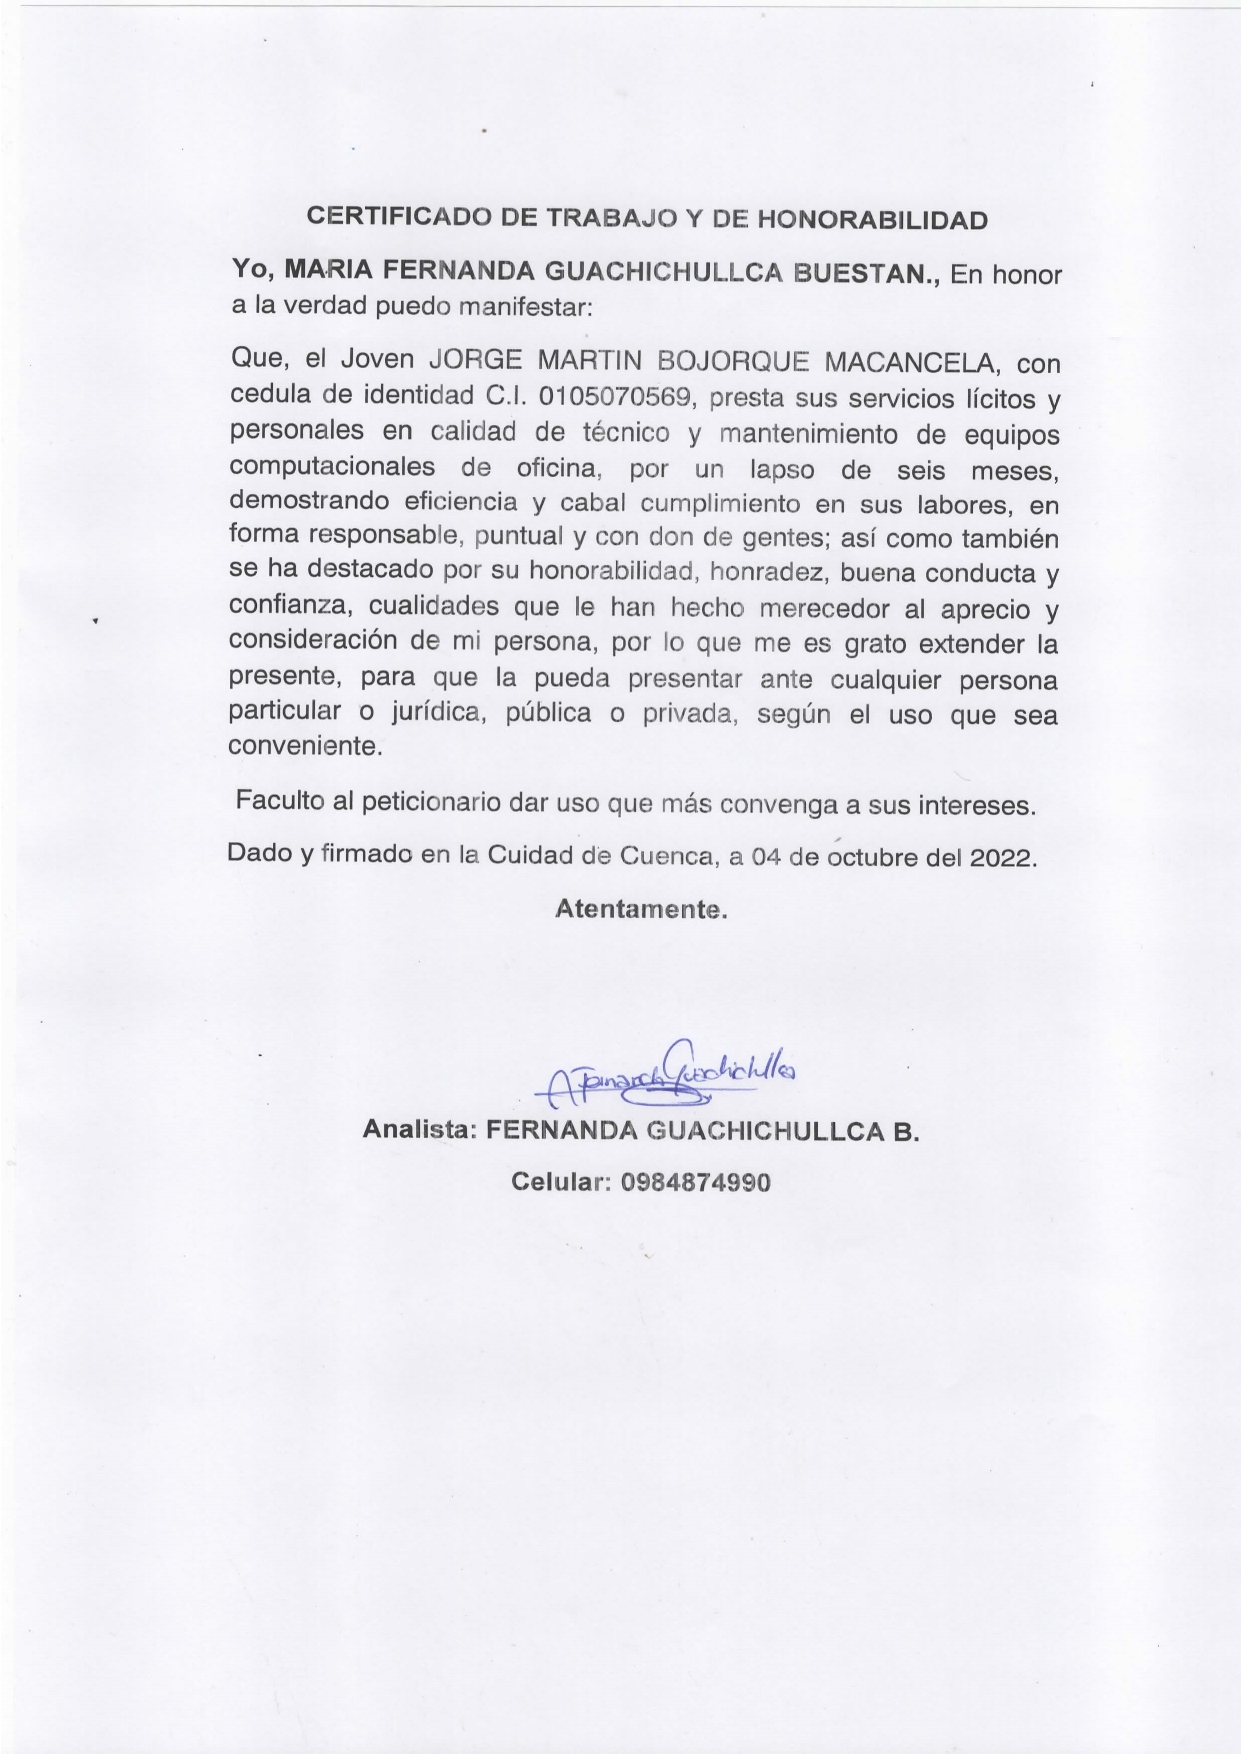 CERTIFICADO DE TRABAJO Y DE HONORABILIDAD
Yo, MARIA FERNANDA GUACHICHULLCA BUESTAN., En honor
a la verdad puedo manifestar:
Que, el Joven JORGE MARTIN BOJORQUE MACANCELA, con
cedula de identidad C.I. 0105070569, presta sus servicios lícitos y
personales en calidad de técnico y mantenimiento de equipos
computacionales de oficina, por un lapso de seis meses,
demostrando eficiencia y cabal cumplimiento en sus labores, en
forma responsable, puntual y con don de gentes; así como también
se ha destacado por su honorabilidad, honradez, buena conducta y
confianza, cualidades que le han hecho merecedor al aprecio y
consideración de mi persona, por lo que me es grato extender la
presente, para que la pueda presentar ante cualquier persona
particular o jurídica, pública o privada, según el uso que sea
conveniente.
Faculto al peticionario dar uso que más convenga a sus intereses.
Dado y firmado en la Cuidad de Cuenca, a 04 de octubre del 2022.
Atentamente.
Analista: FERNANDA GUACHICHULLCA B.
Celular: 0984874990